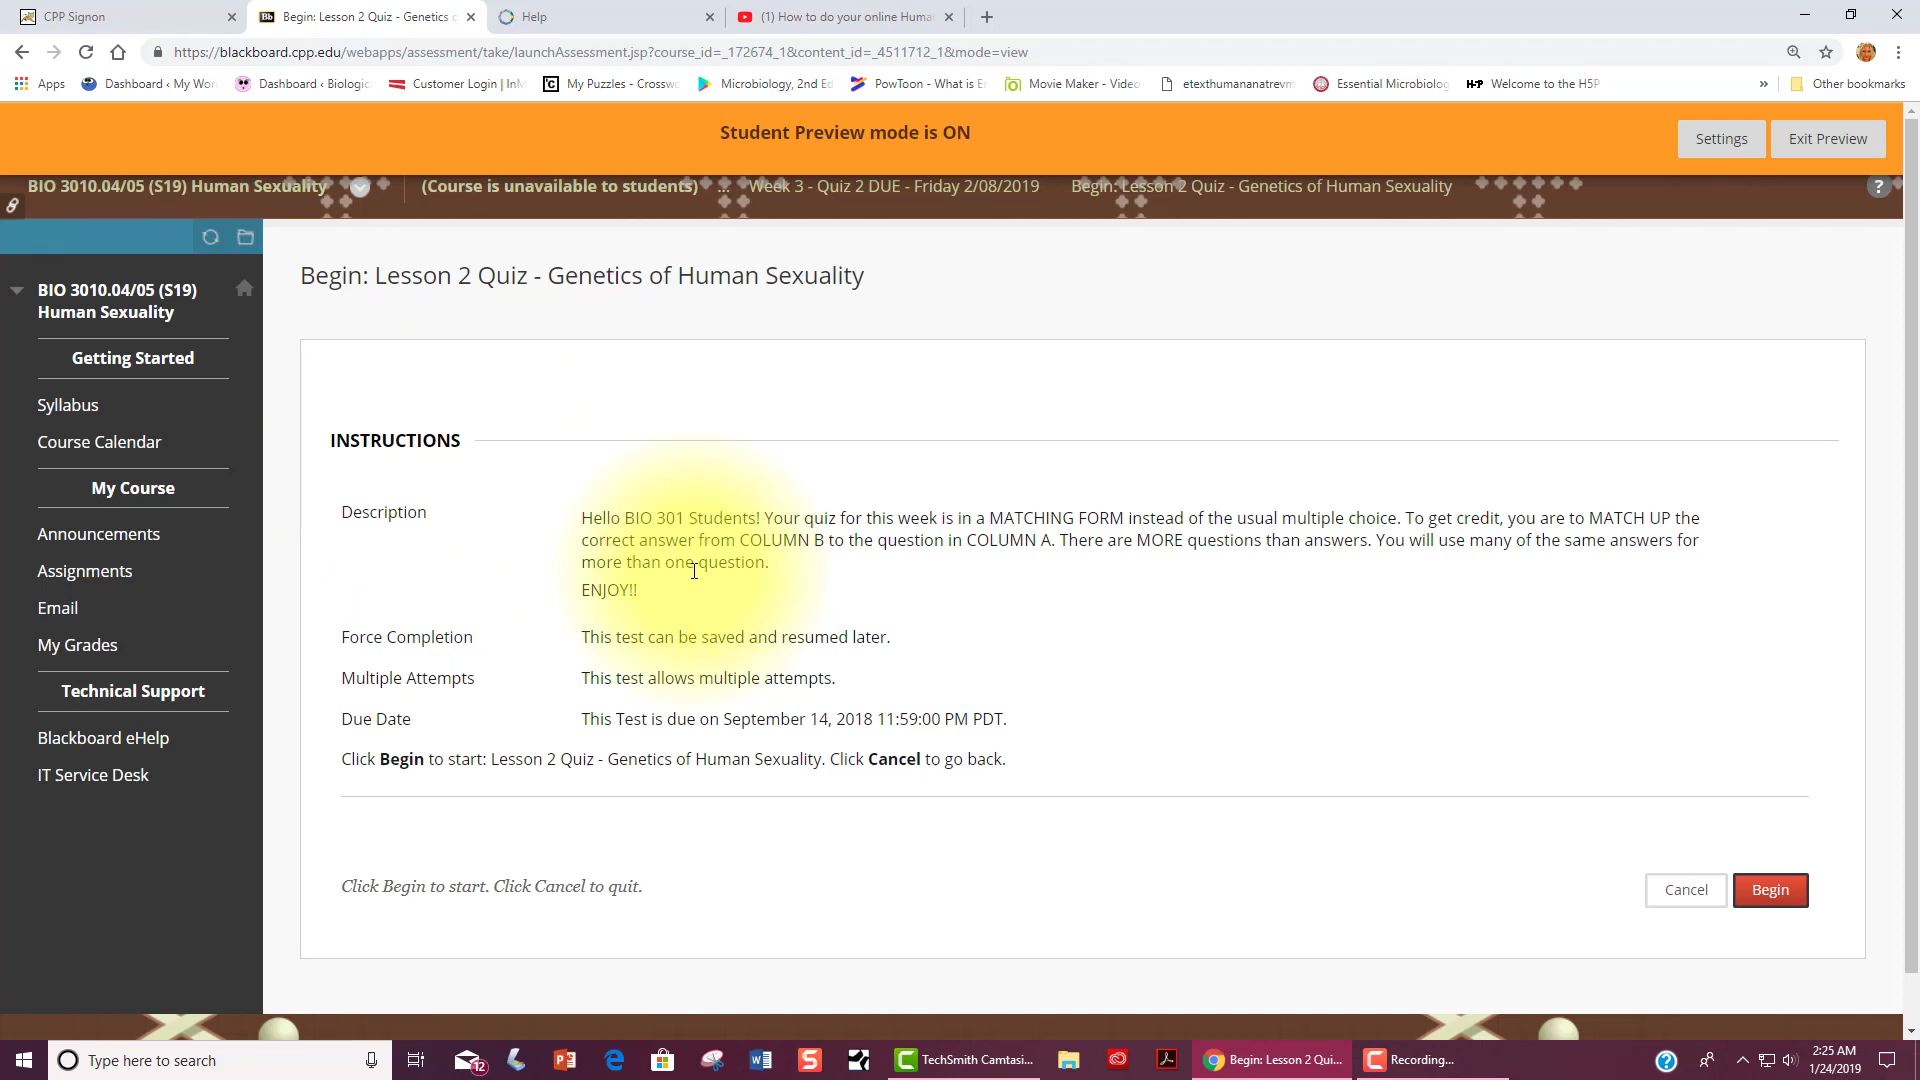 CPP Signon
Begin: Lesson 2 Quiz - Genetics o
Help
(1) How to do your online Huma
https://blackboard.cpp.edu/webapps/assessment/take/launchAssessment.jsp?course_id=_172674_1&content_id=_4511712_1&mode=view
Apps
Dashboard ‹ My Wor
Dashboard ‹ Biologic
Customer Login | InM
My Puzzles - Crossw
Microbiology, 2nd Ed
PowToon - What is
Movie Maker - Video
etexthumananatrevm
Essential Microbiolog
H-P Welcome to the H5P
»
Other bookmarks
Student Preview mode is ON
Settings
Exit Preview
BIO 3010.04/05 (S19) Human Sexuality
(Course is unavailable to students)
...
Week 3 - Quiz 2 DUE - Friday 2/08/2019
Begin: Lesson 2 Quiz - Genetics of Human Sexuality
?
BIO 3010.04/05 (S19)
Human Sexuality
Getting Started
Syllabus
Course Calendar
My Course
Announcements
Assignments
Email
My Grades
Technical Support
Blackboard eHelp
IT Service Desk
Begin: Lesson 2 Quiz - Genetics of Human Sexuality
INSTRUCTIONS
Description
Hello BIO 301 Students! Your quiz for this week is in a MATCHING FORM instead of the usual multiple choice. To get credit, you are to MATCH UP the
correct answer from COLUMN B to the question in COLUMN A. There are MORE questions than answers. You will use many of the same answers for
more than one question.
ENJOY!!
Force Completion
This test can be saved and resumed later.
Multiple Attempts
This test allows multiple attempts.
Due Date
This Test is due on September 14, 2018 11:59:00 PM PDT.
Click Begin to start: Lesson 2 Quiz - Genetics of Human Sexuality. Click Cancel to go back.
Click Begin to start. Click Cancel to quit.
Cancel
Begin
Type here to search
12
TechSmith Camtasi...
Begin: Lesson 2 Qui...
Recording...
2:25 AM
1/24/2019